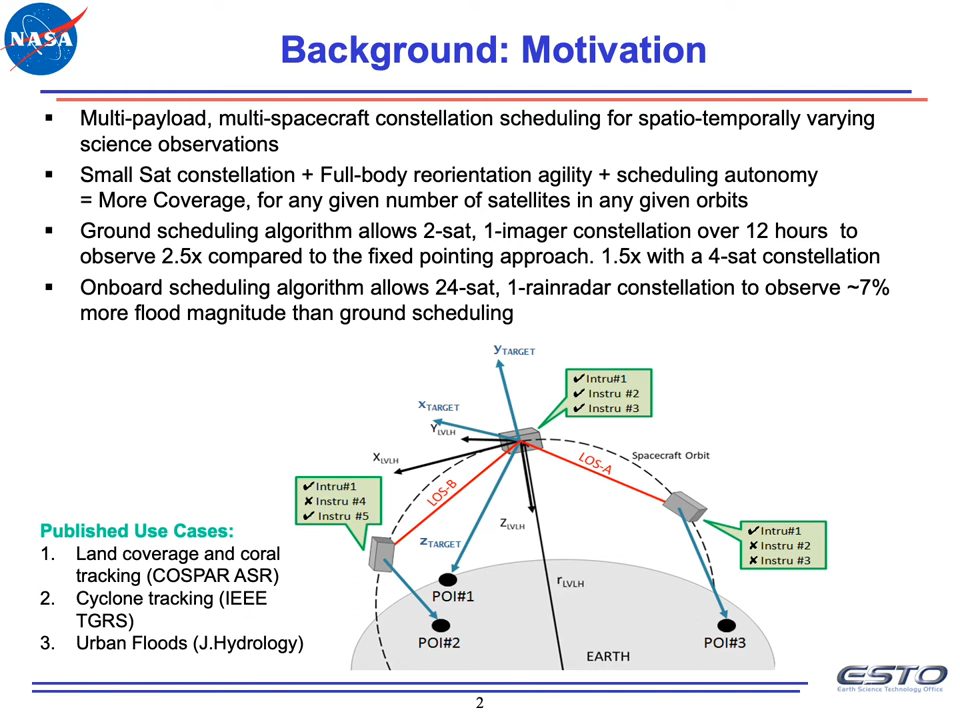 NASA
Background: Motivation
▪ Multi-payload, multi-spacecraft constellation scheduling for spatio-temporally varying
science observations
▪ Small Sat constellation + Full-body reorientation agility + scheduling autonomy
= More Coverage, for any given number of satellites in any given orbits
▪ Ground scheduling algorithm allows 2-sat, 1-imager constellation over 12 hours to
observe 2.5x compared to the fixed pointing approach. 1.5x with a 4-sat constellation
▪ Onboard scheduling algorithm allows 24-sat, 1-rainradar constellation to observe ~7%
more flood magnitude than ground scheduling
yTARGET
✔Intru#1
✔ Instru #2
✔ Instru #3
xTARGET
YLVLH
XLVLH
LOS-A
Spacecraft Orbit
LOS-B
✔Intru#1
✘ Instru #4
✔ Instru #5
ZLVLH
zTARGET
✔Intru#1
✘ Instru #2
✘ Instru #3
rLVLH
POI#1
POI#2
POI#3
EARTH
Published Use Cases:
1. Land coverage and coral
tracking (COSPAR ASR)
2. Cyclone tracking (IEEE
TGRS)
3. Urban Floods (J.Hydrology)
ESTO
Earth Science Technology Office
2